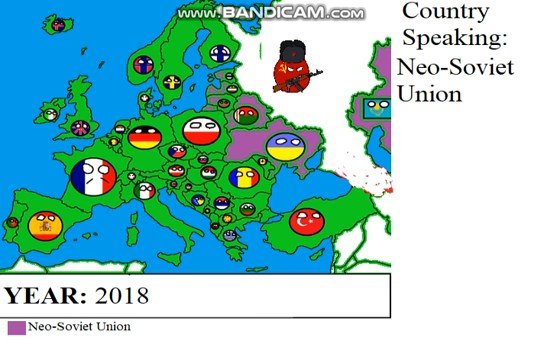 www.BANDICAM.com
Country
Speaking:
Neo-Soviet
Union
YEAR: 2018
Neo-Soviet Union